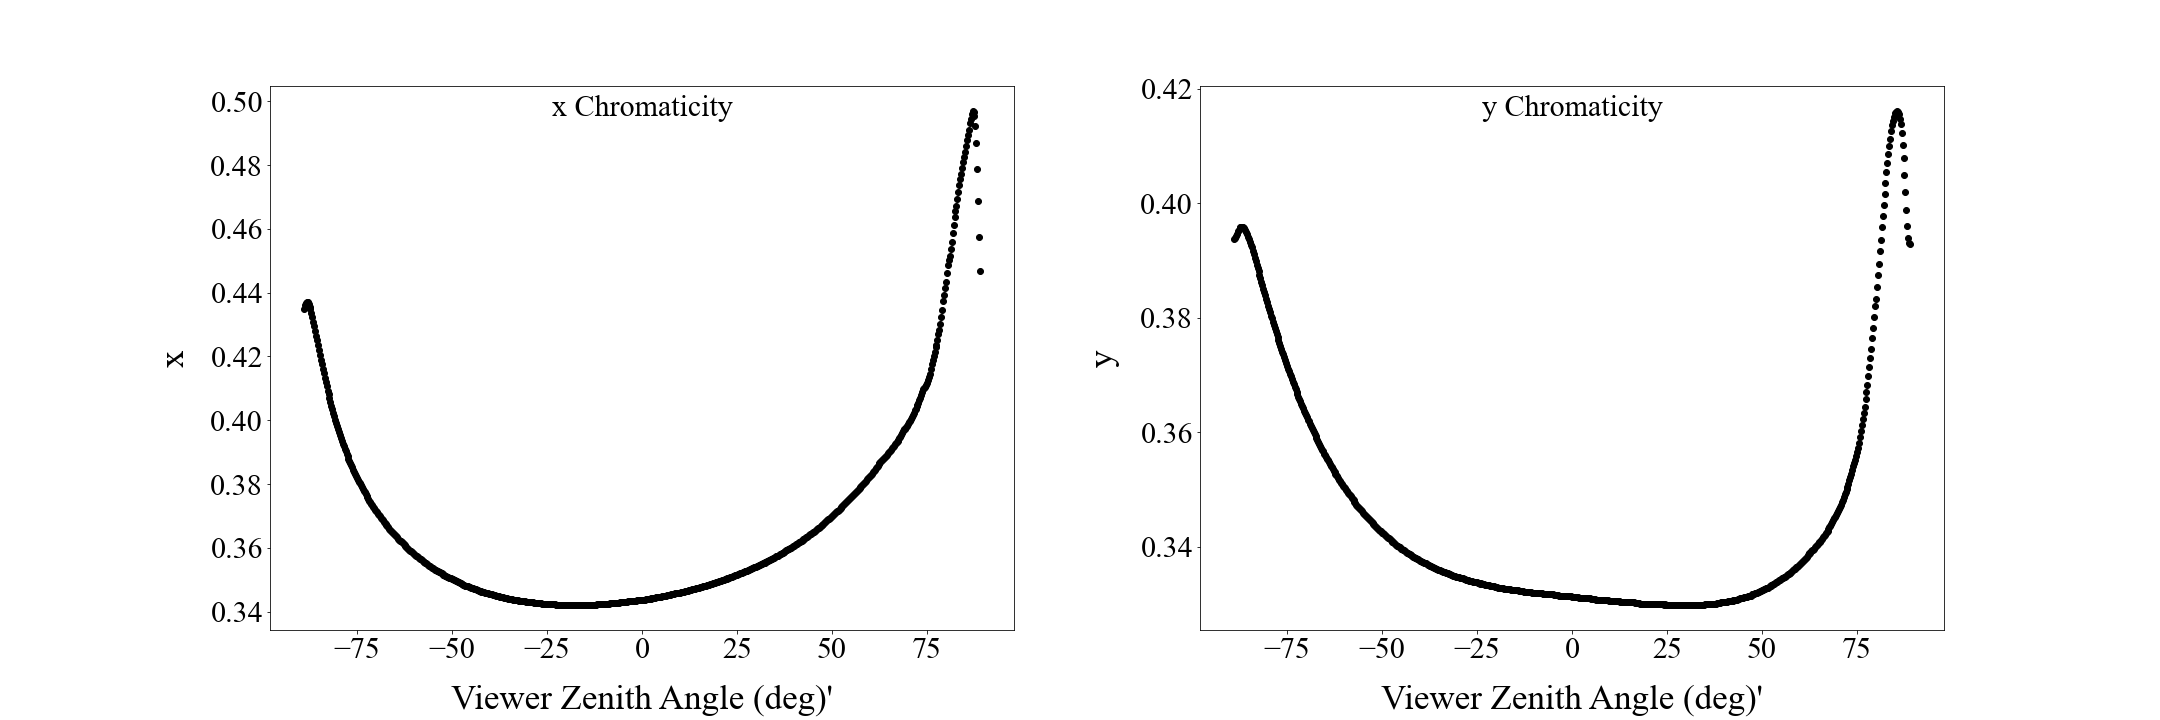 x Chromaticity
0.50
0.48
0.46
0.44
0.42
0.40
0.38
0.36
0.34
x
−75 −50 −25 0 25 50 75
Viewer Zenith Angle (deg)'
y Chromaticity
0.42
0.40
0.38
0.36
0.34
y
−75 −50 −25 0 25 50 75
Viewer Zenith Angle (deg)'